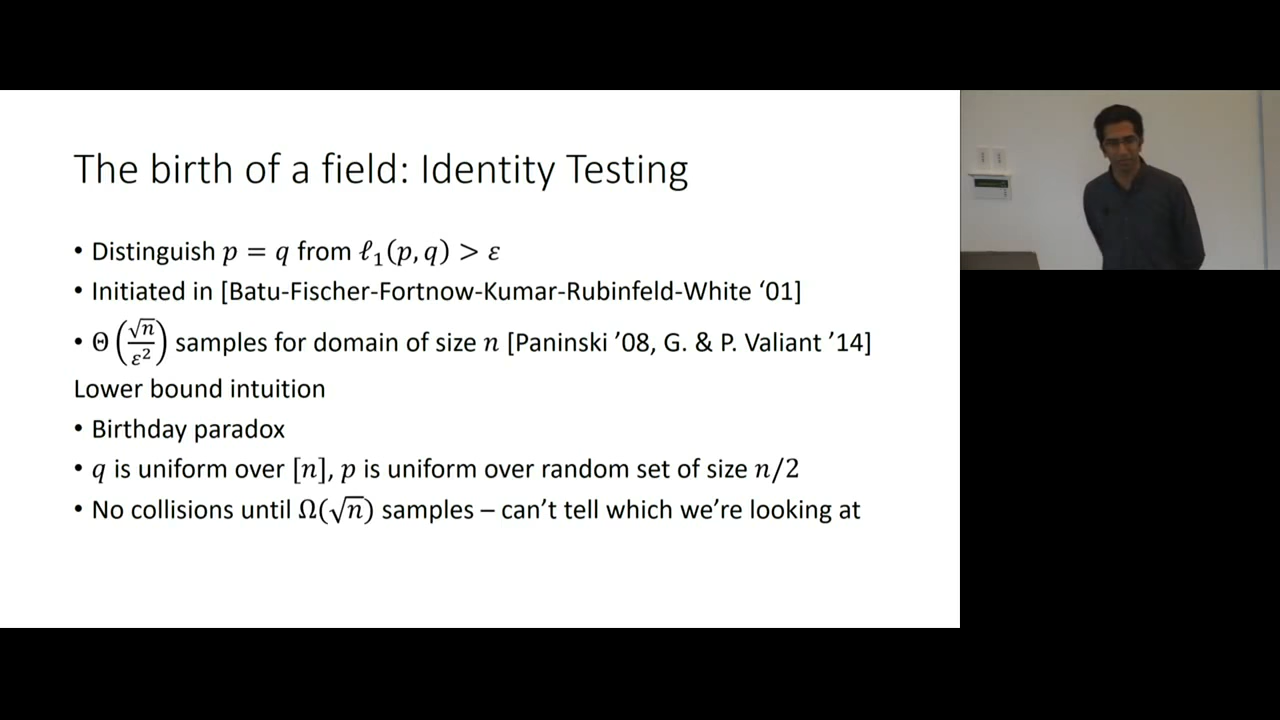 The birth of a field: Identity Testing
• Distinguish 𝑝 = 𝑞 from ℓ₁(𝑝, 𝑞) > 𝜀
• Initiated in [Batu-Fischer-Fortnow-Kumar-Rubinfeld-White ‘01]
• Θ(√𝑛/𝜀²) samples for domain of size 𝑛 [Paninski ’08, G. & P. Valiant ’14]
Lower bound intuition
• Birthday paradox
• 𝑞 is uniform over [𝑛], 𝑝 is uniform over random set of size 𝑛/2
• No collisions until Ω(√𝑛) samples – can’t tell which we’re looking at